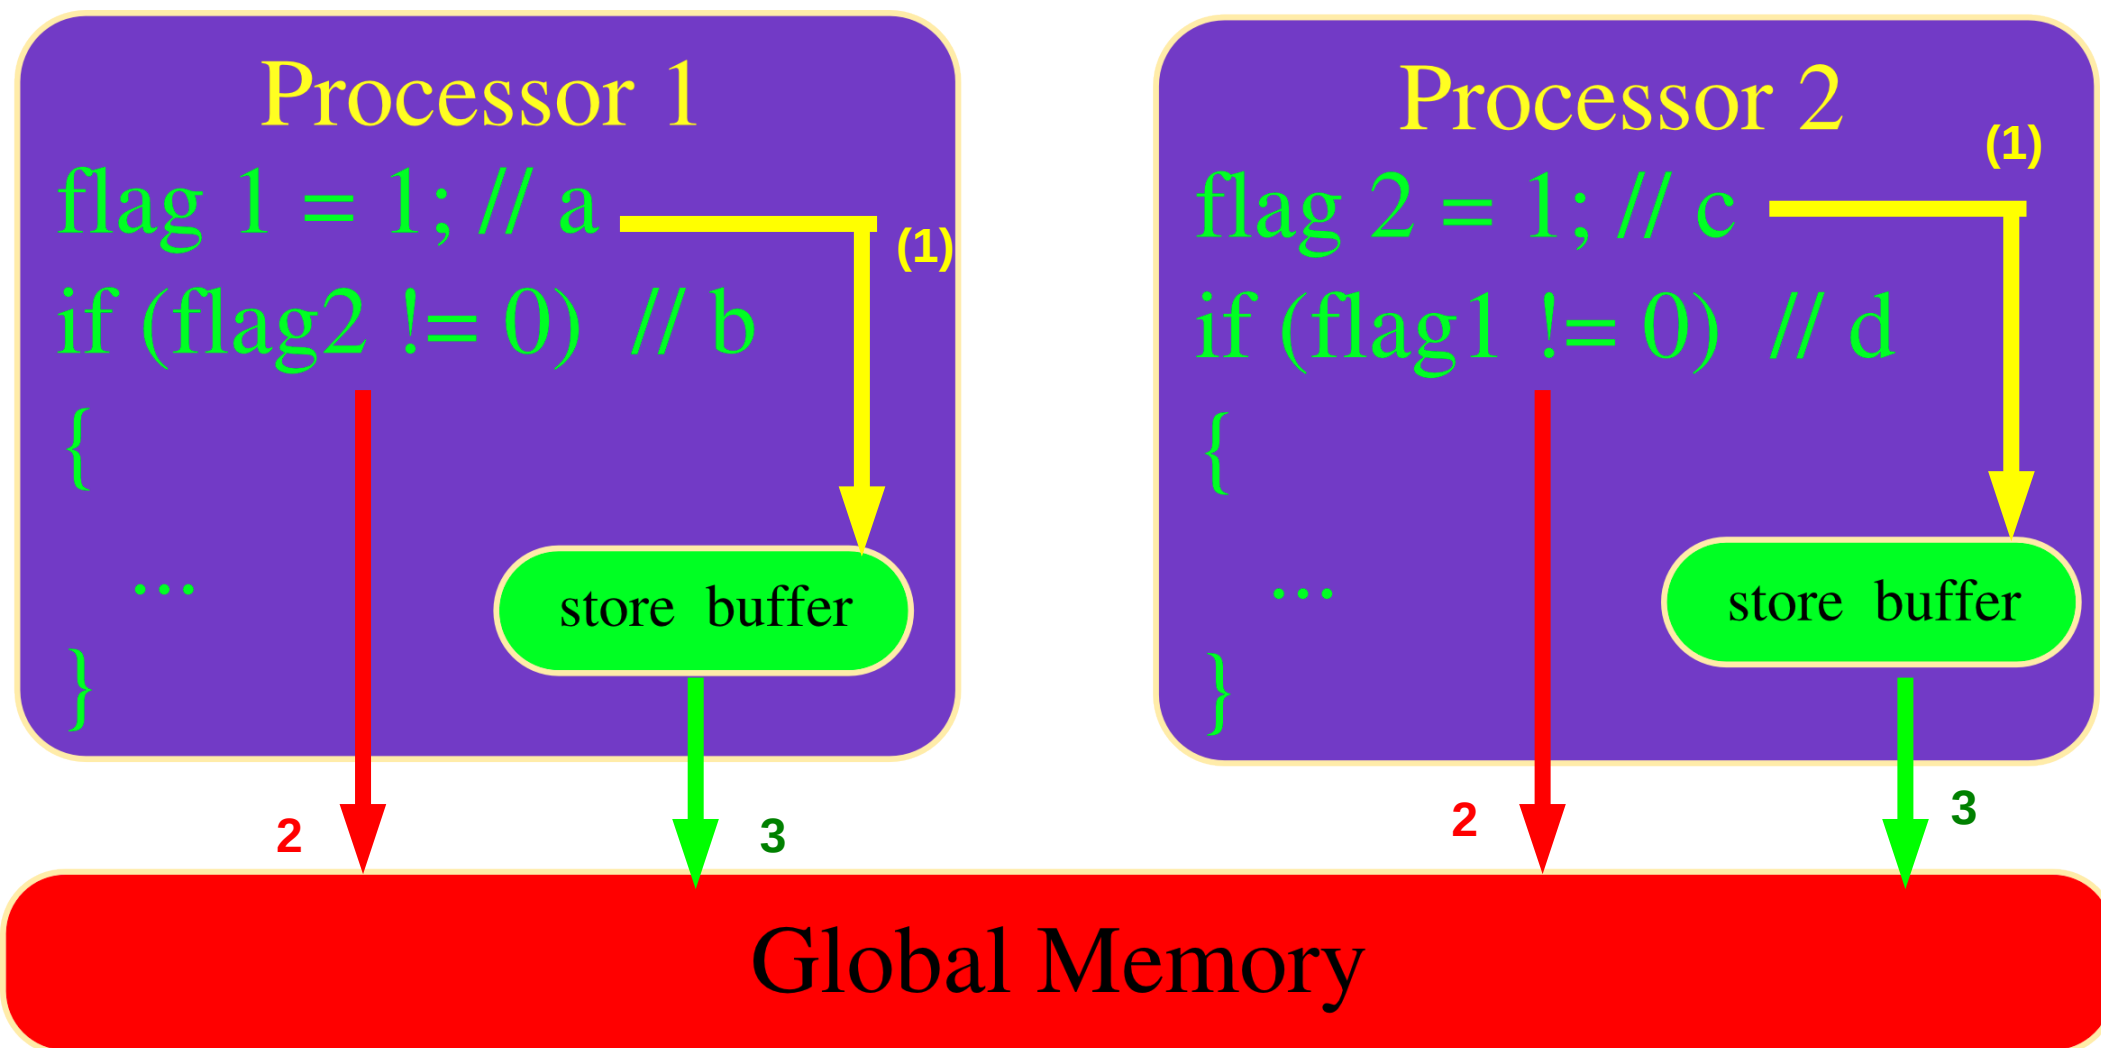 Processor 1
flag 1 = 1; // a
(1)
if (flag2 != 0) // b
{
...
}
store buffer
2
3
Processor 2
(1)
flag 2 = 1; // c
if (flag1 != 0) // d
{
...
}
store buffer
2
3
Global Memory